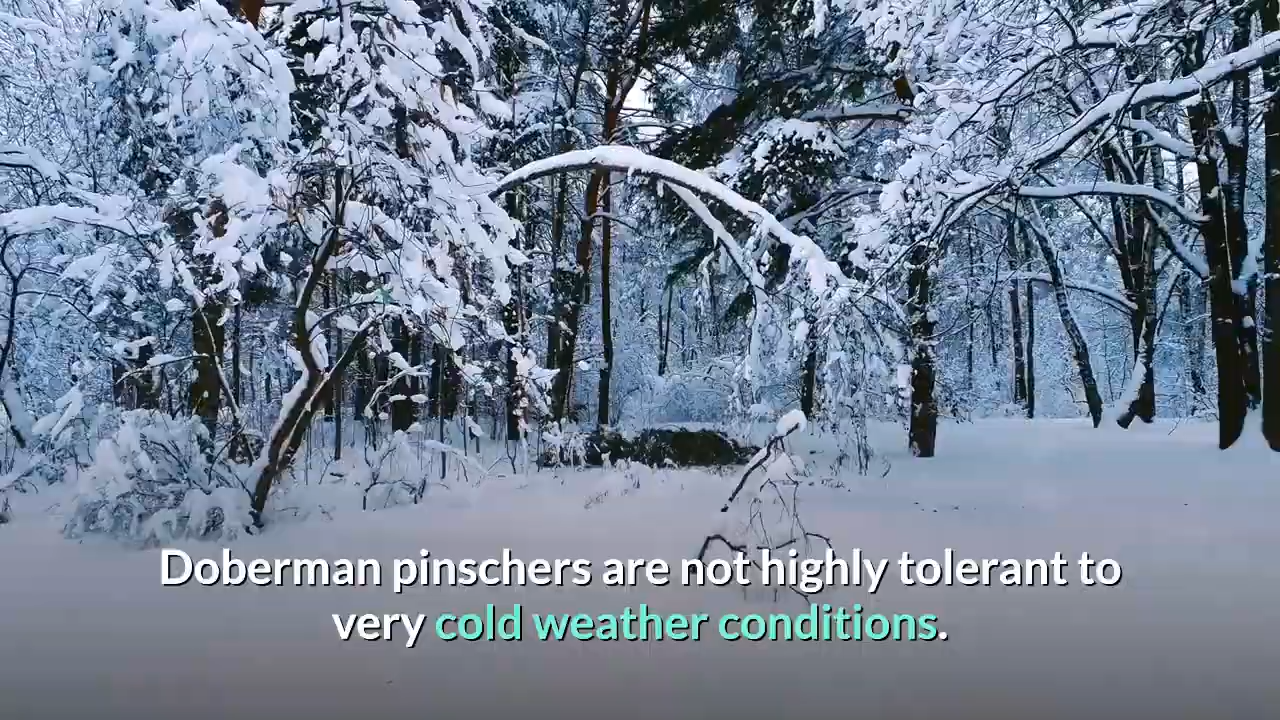 Doberman pinschers are not highly tolerant to
very cold weather conditions.